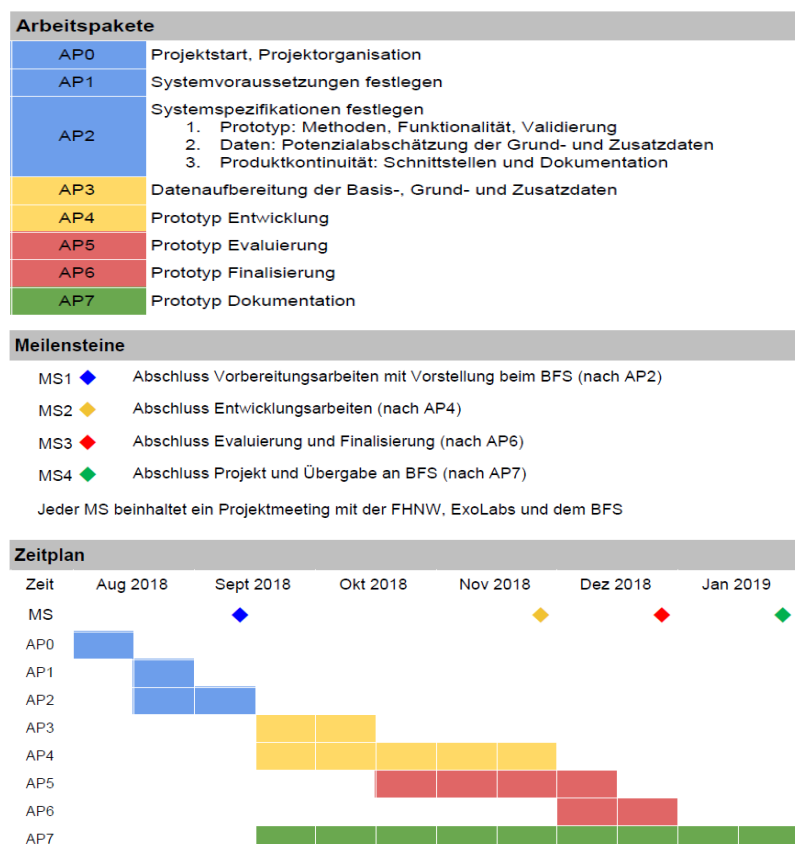 Arbeitspakete
AP0 Projektstart, Projektorganisation
AP1 Systemvoraussetzungen festlegen
AP2 Systemspezifikationen festlegen
1. Prototyp: Methoden, Funktionalität, Validierung
2. Daten: Potenzialabschätzung der Grund- und Zusatzdaten
3. Produktkontinuität: Schnittstellen und Dokumentation
AP3 Datenaufbereitung der Basis-, Grund- und Zusatzdaten
AP4 Prototyp Entwicklung
AP5 Prototyp Evaluierung
AP6 Prototyp Finalisierung
AP7 Prototyp Dokumentation
Meilensteine
MS1 Abschluss Vorbereitungsarbeiten mit Vorstellung beim BFS (nach AP2)
MS2 Abschluss Entwicklungsarbeiten (nach AP4)
MS3 Abschluss Evaluierung und Finalisierung (nach AP6)
MS4 Abschluss Projekt und Übergabe an BFS (nach AP7)
Jeder MS beinhaltet ein Projektmeeting mit der FHNW, ExoLabs und dem BFS
Zeitplan
Zeit Aug 2018 Sept 2018 Okt 2018 Nov 2018 Dez 2018 Jan 2019
MS
AP0
AP1
AP2
AP3
AP4
AP5
AP6
AP7